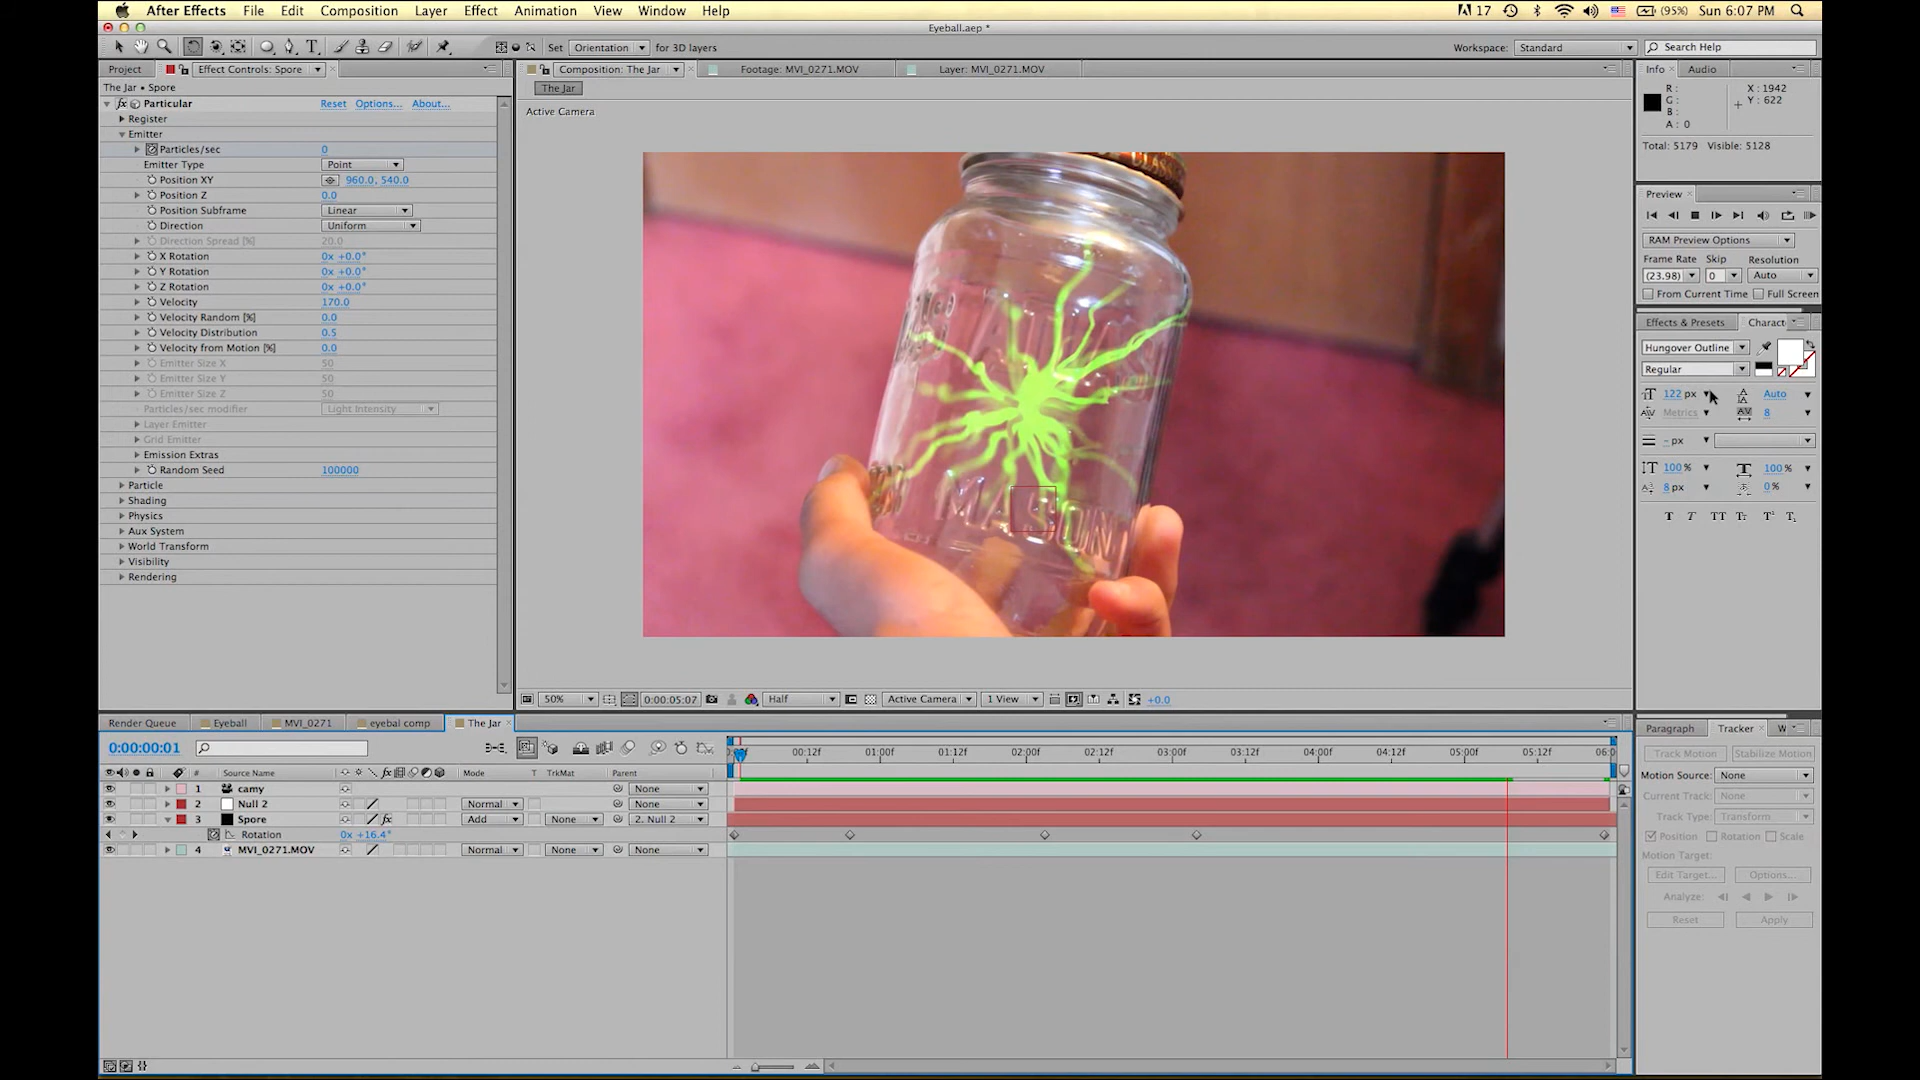 After Effects File Edit Composition Layer Effect Animation View Window Help 17 (95%) Sun 6:07 PM
Eyeball.aep *
Set Orientation for 3D layers Workspace: Standard Search Help
Project Effect Controls: Spore Composition: The Jar Footage: MVI_0271.MOV Layer: MVI_0271.MOV Info Audio
The Jar • Spore The Jar
Particular Reset Options... About...
Active Camera
Register
Emitter
Particles/sec 0
Emitter Type Point
Position XY 960.0, 540.0
Position Z 0.0
Position Subframe Linear
Direction Uniform
Direction Spread [%] 20.0
X Rotation 0x +0.0°
Y Rotation 0x +0.0°
Z Rotation 0x +0.0°
Velocity 170.0
Velocity Random [%] 0.0
Velocity Distribution 0.5
Velocity from Motion [%] 0.0
Emitter Size X 50
Emitter Size Y 50
Emitter Size Z 50
Particles/sec modifier Light Intensity
Layer Emitter
Grid Emitter
Emission Extras
Random Seed 100000
Particle
Shading
Physics
Aux System
World Transform
Visibility
Rendering
CLASS
MASON
50% 0:00:05:07 Half Active Camera 1 View +0.0
R : X : 1942
G : Y : 622
B :
A : 0
Total: 5179 Visible: 5128
Preview
RAM Preview Options
Frame Rate Skip Resolution
(23.98) 0 Auto
From Current Time Full Screen
Effects & Presets Charact
Hungover Outline
Regular
122 px Auto
Metrics 8
- px
100 % 100 %
8 px 0 %
T T TT Tr T¹ T₁
Render Queue Eyeball MVI_0271 eyebal comp The Jar
0:00:00:01
00:12f 01:00f 01:12f 02:00f 02:12f 03:00f 03:12f 04:00f 04:12f 05:00f 05:12f 06:0
# Source Name Mode T TrkMat Parent
1 camy None
2 Null 2 Normal None
3 Spore Add None 2. Null 2
Rotation 0x +16.4°
4 MVI_0271.MOV Normal None None
Paragraph Tracker W
Track Motion Stabilize Motion
Motion Source: None
Current Track: None
Track Type: Transform
Position Rotation Scale
Motion Target:
Edit Target... Options...
Analyze:
Reset Apply